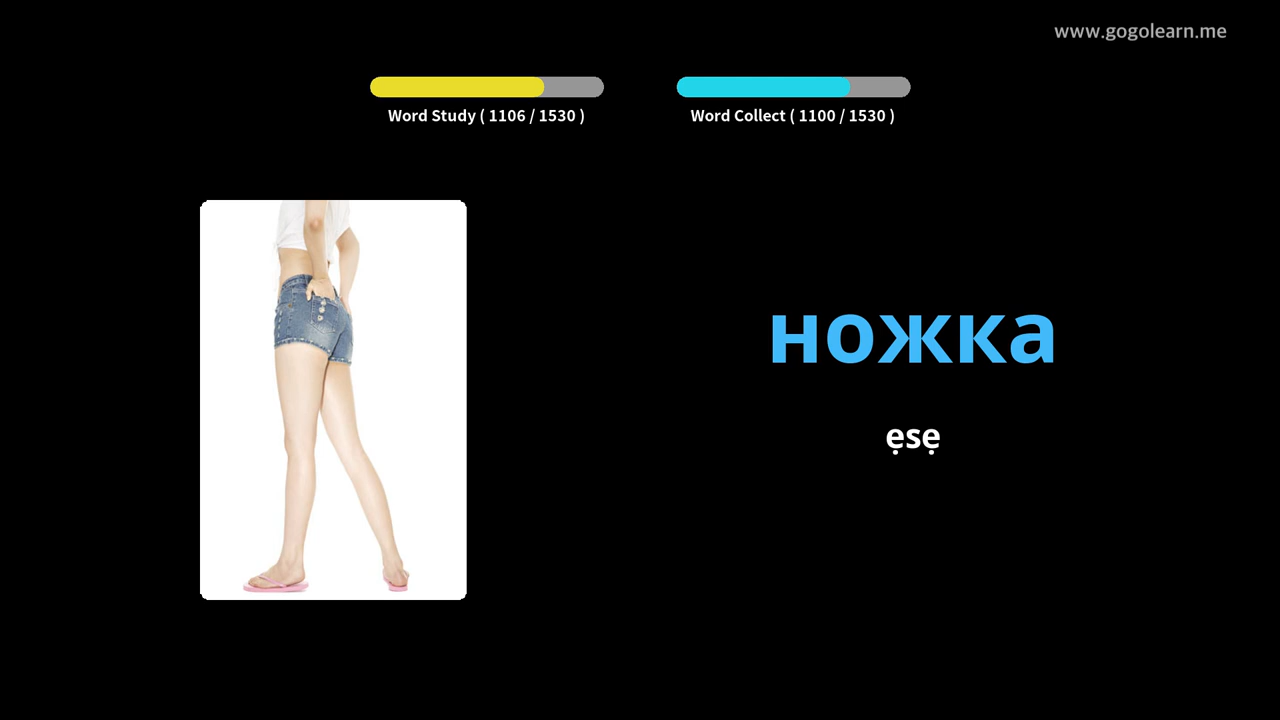 www.gogolearn.me
Word Study ( 1106 / 1530 )
Word Collect ( 1100 / 1530 )
ножка
ẹsẹ